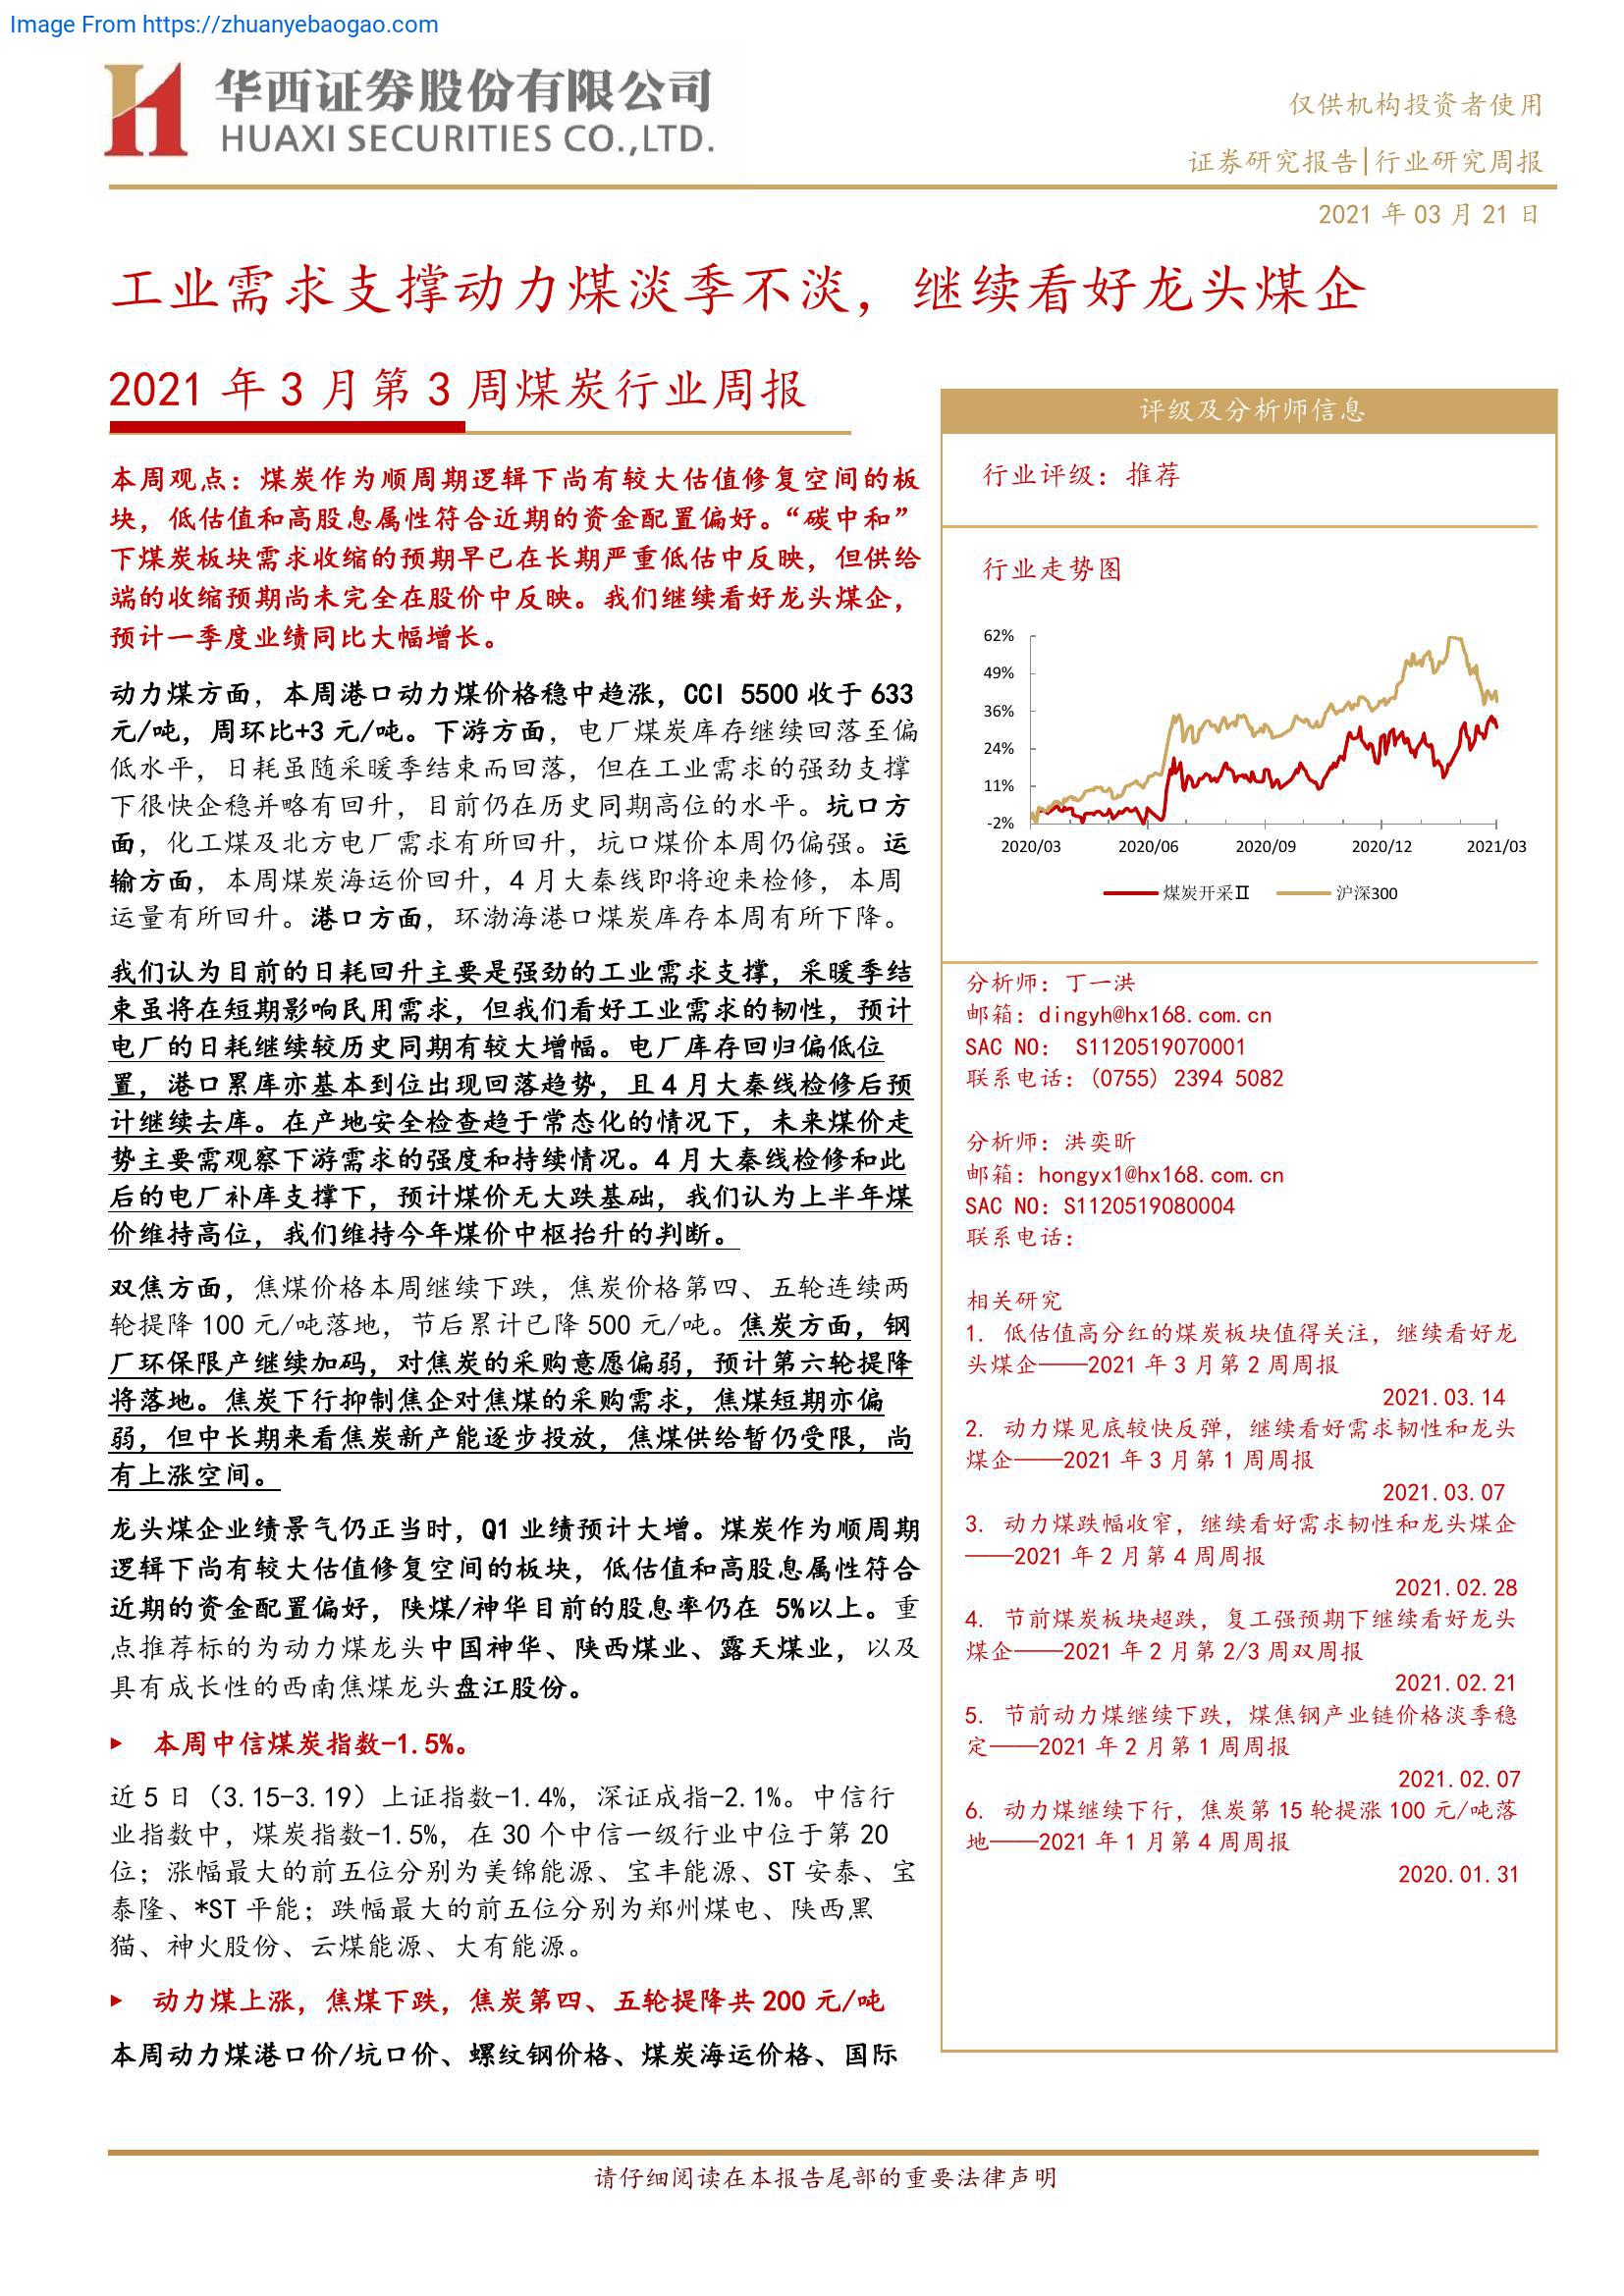 Image From https://zhuanyebaogao.com
华西证券股份有限公司
HUAXI SECURITIES CO.,LTD.
仅供机构投资者使用
证券研究报告|行业研究周报
2021 年 03 月 21 日
工业需求支撑动力煤淡季不淡，继续看好龙头煤企
2021 年 3 月第 3 周煤炭行业周报
本周观点：煤炭作为顺周期逻辑下尚有较大估值修复空间的板
块，低估值和高股息属性符合近期的资金配置偏好。“碳中和”
下煤炭板块需求收缩的预期早已在长期严重低估中反映，但供给
端的收缩预期尚未完全在股价中反映。我们继续看好龙头煤企，
预计一季度业绩同比大幅增长。
动力煤方面，本周港口动力煤价格稳中趋涨，CCI 5500 收于 633
元/吨，周环比+3 元/吨。下游方面，电厂煤炭库存继续回落至偏
低水平，日耗虽随采暖季结束而回落，但在工业需求的强劲支撑
下很快企稳并略有回升，目前仍在历史同期高位的水平。坑口方
面，化工煤及北方电厂需求有所回升，坑口煤价本周仍偏强。运
输方面，本周煤炭海运价回升，4 月大秦线即将迎来检修，本周
运量有所回升。港口方面，环渤海港口煤炭库存本周有所下降。
我们认为目前的日耗回升主要是强劲的工业需求支撑，采暖季结
束虽将在短期影响民用需求，但我们看好工业需求的韧性，预计
电厂的日耗继续较历史同期有较大增幅。电厂库存回归偏低位
置，港口累库亦基本到位出现回落趋势，且 4 月大秦线检修后预
计继续去库。在产地安全检查趋于常态化的情况下，未来煤价走
势主要需观察下游需求的强度和持续情况。4 月大秦线检修和此
后的电厂补库支撑下，预计煤价无大跌基础，我们认为上半年煤
价维持高位，我们维持今年煤价中枢抬升的判断。
双焦方面，焦煤价格本周继续下跌，焦炭价格第四、五轮连续两
轮提降 100 元/吨落地，节后累计已降 500 元/吨。焦炭方面，钢
厂环保限产继续加码，对焦炭的采购意愿偏弱，预计第六轮提降
将落地。焦炭下行抑制焦企对焦煤的采购需求，焦煤短期亦偏
弱，但中长期来看焦炭新产能逐步投放，焦煤供给暂仍受限，尚
有上涨空间。
龙头煤企业绩景气仍正当时，Q1 业绩预计大增。煤炭作为顺周期
逻辑下尚有较大估值修复空间的板块，低估值和高股息属性符合
近期的资金配置偏好，陕煤/神华目前的股息率仍在 5%以上。重
点推荐标的为动力煤龙头中国神华、陕西煤业、露天煤业，以及
具有成长性的西南焦煤龙头盘江股份。
▶ 本周中信煤炭指数-1.5%。
近 5 日（3.15-3.19）上证指数-1.4%，深证成指-2.1%。中信行
业指数中，煤炭指数-1.5%，在 30 个中信一级行业中位于第 20
位；涨幅最大的前五位分别为美锦能源、宝丰能源、ST 安泰、宝
泰隆、*ST 平能；跌幅最大的前五位分别为郑州煤电、陕西黑
猫、神火股份、云煤能源、大有能源。
▶ 动力煤上涨，焦煤下跌，焦炭第四、五轮提降共 200 元/吨
本周动力煤港口价/坑口价、螺纹钢价格、煤炭海运价格、国际
评级及分析师信息
行业评级：推荐
行业走势图
62%
49%
36%
24%
11%
-2%
2020/03 2020/06 2020/09 2020/12 2021/03
煤炭开采Ⅱ 沪深300
分析师：丁一洪
邮箱：dingyh@hx168.com.cn
SAC NO： S1120519070001
联系电话：(0755) 2394 5082
分析师：洪奕昕
邮箱：hongyx1@hx168.com.cn
SAC NO：S1120519080004
联系电话：
相关研究
1. 低估值高分红的煤炭板块值得关注，继续看好龙
头煤企——2021 年 3 月第 2 周周报
2021.03.14
2. 动力煤见底较快反弹，继续看好需求韧性和龙头
煤企——2021 年 3 月第 1 周周报
2021.03.07
3. 动力煤跌幅收窄，继续看好需求韧性和龙头煤企
——2021 年 2 月第 4 周周报
2021.02.28
4. 节前煤炭板块超跌，复工强预期下继续看好龙头
煤企——2021 年 2 月第 2/3 周双周报
2021.02.21
5. 节前动力煤继续下跌，煤焦钢产业链价格淡季稳
定——2021 年 2 月第 1 周周报
2021.02.07
6. 动力煤继续下行，焦炭第 15 轮提涨 100 元/吨落
地——2021 年 1 月第 4 周周报
2020.01.31
请仔细阅读在本报告尾部的重要法律声明